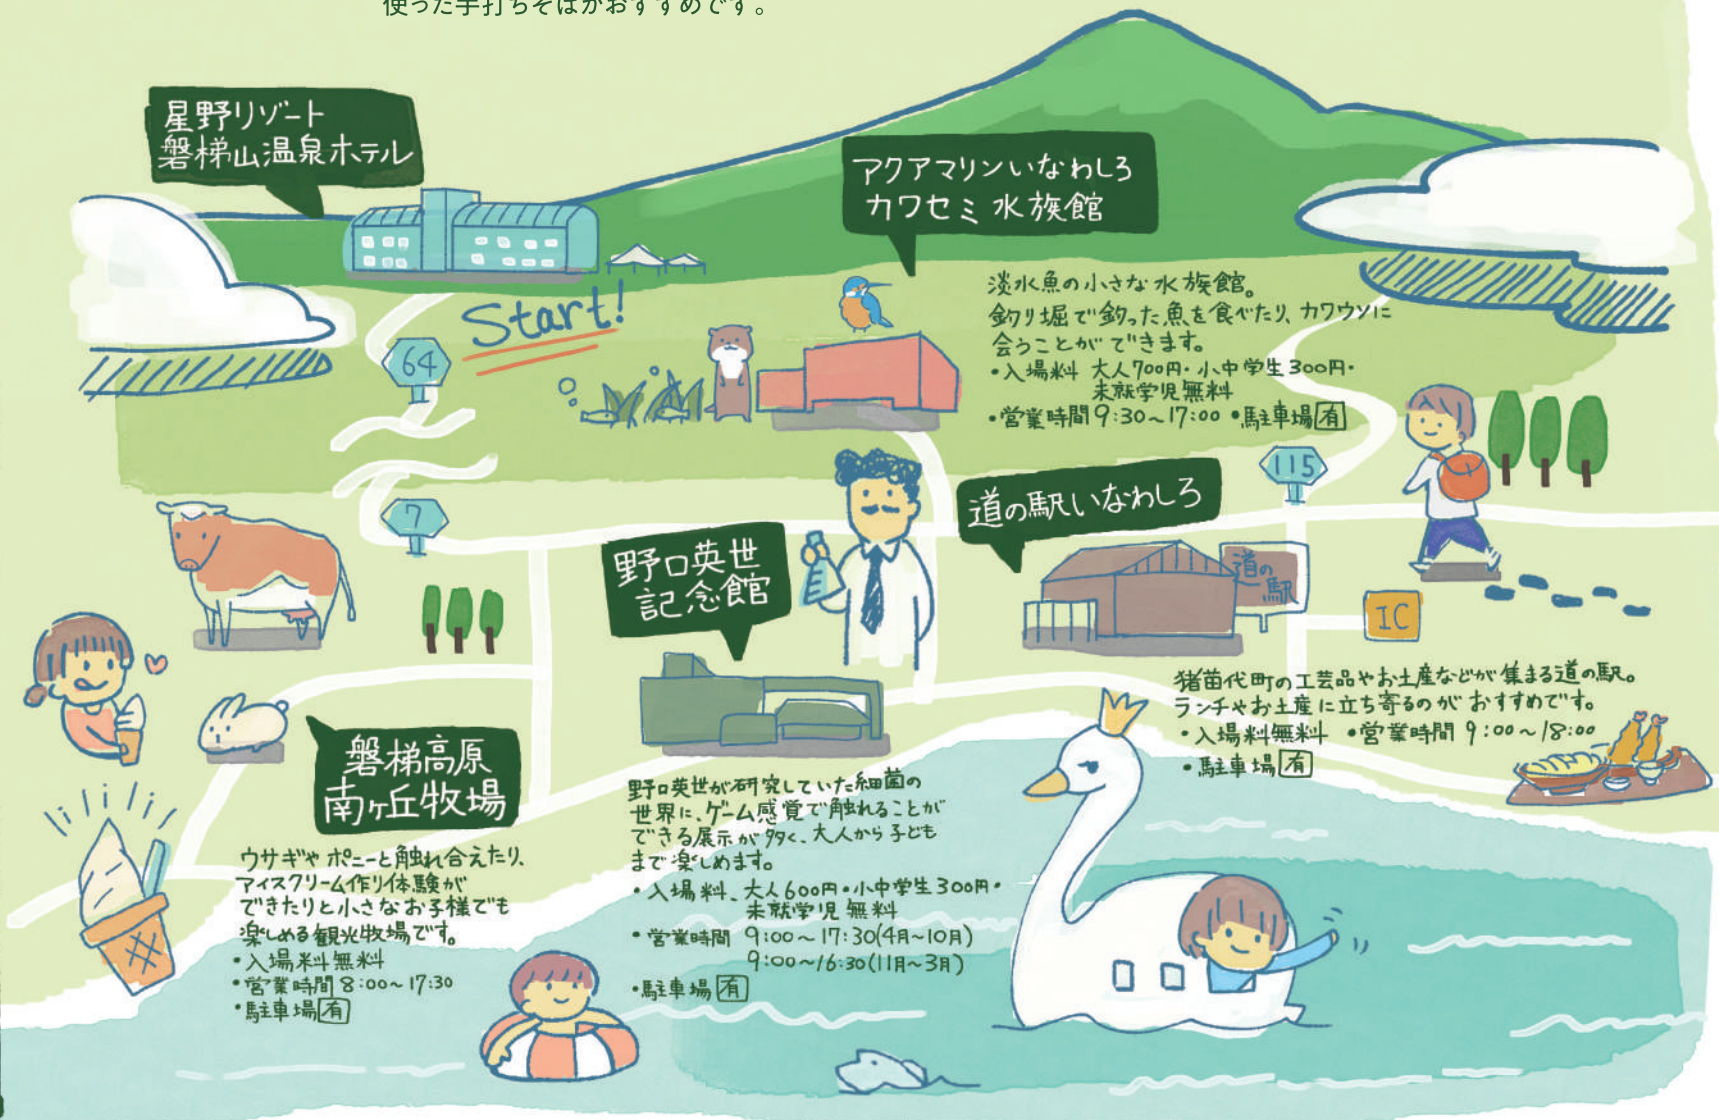 使った手打ちそばがおすすめです。
星野リゾート
磐梯山温泉ホテル
アクアマリンいなわしろ
カワセミ水族館
淡水魚の小さな水族館。
釣り堀で釣った魚を食べたり、カワウソに
会うことができます。
・入場料 大人700円・小中学生300円・
未就学児無料
・営業時間9:30～17:00 ・駐車場有
Start!
64
115
7
道の駅いなわしろ
道の
駅
IC
野口英世
記念館
猪苗代町の工芸品やお土産などが集まる道の駅。
ランチやお土産に立ち寄るのがおすすめです。
・入場料無料 ・営業時間 9:00～18:00
・駐車場有
磐梯高原
南ヶ丘牧場
野口英世が研究していた細菌の
世界に、ゲーム感覚で触れることが
できる展示が多く、大人から子ども
まで楽しめます。
・入場料、大人600円・小中学生300円・
未就学児無料
・営業時間 9:00～17:30(4月～10月)
9:00～16:30(11月～3月)
・駐車場有
ウサギやポニーと触れ合えたり、
アイスクリーム作り体験が
できたりと小さなお子様でも
楽しめる観光牧場です。
・入場料無料
・営業時間8:00～17:30
・駐車場有